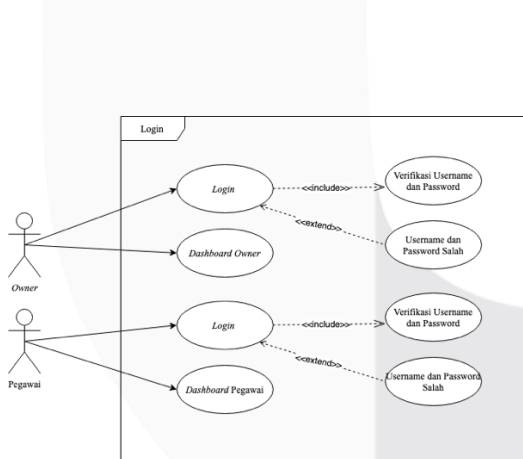 Login
Login
<<include>>
Verifikasi Username
dan Password
<<extend>>
Username dan
Password Salah
Dashboard Owner
Owner
Login
<<include>>
Verifikasi Username
dan Password
<<extend>>
Username dan Password
Salah
Dashboard Pegawai
Pegawai